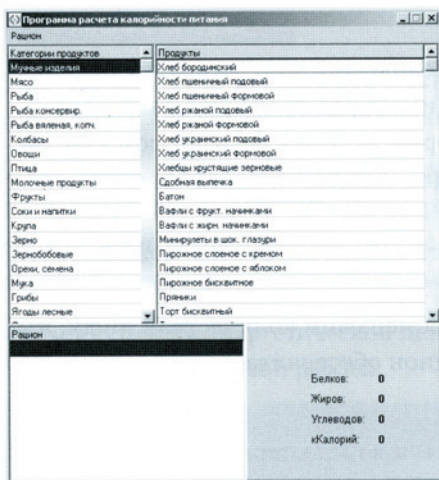 Программа расчета калорийности питания
Рацион
Категории продуктов
Мучные изделия
Мясо
Рыба
Рыба консервир.
Рыба вяленая, копч.
Колбасы
Овощи
Птица
Молочные продукты
Фрукты
Соки и напитки
Крупа
Зерно
Зернобобовые
Орехи, семена
Мука
Грибы
Ягоды лесные
Продукты
Хлеб бородинский
Хлеб пшеничный подовый
Хлеб пшеничный формовой
Хлеб ржаной подовый
Хлеб ржаной формовой
Хлеб украинский подовый
Хлеб украинский формовой
Хлебцы хрустящие зерновые
Сдобная выпечка
Батон
Вафли с фрукт. начинками
Вафли с жирн. начинками
Минирулеты в шок. глазури
Пирожное слоеное с кремом
Пирожное слоеное с яблоком
Пирожное бисквитное
Пряники
Торт бисквитный
Рацион
Белков: 0
Жиров: 0
Углеводов: 0
кКалорий: 0